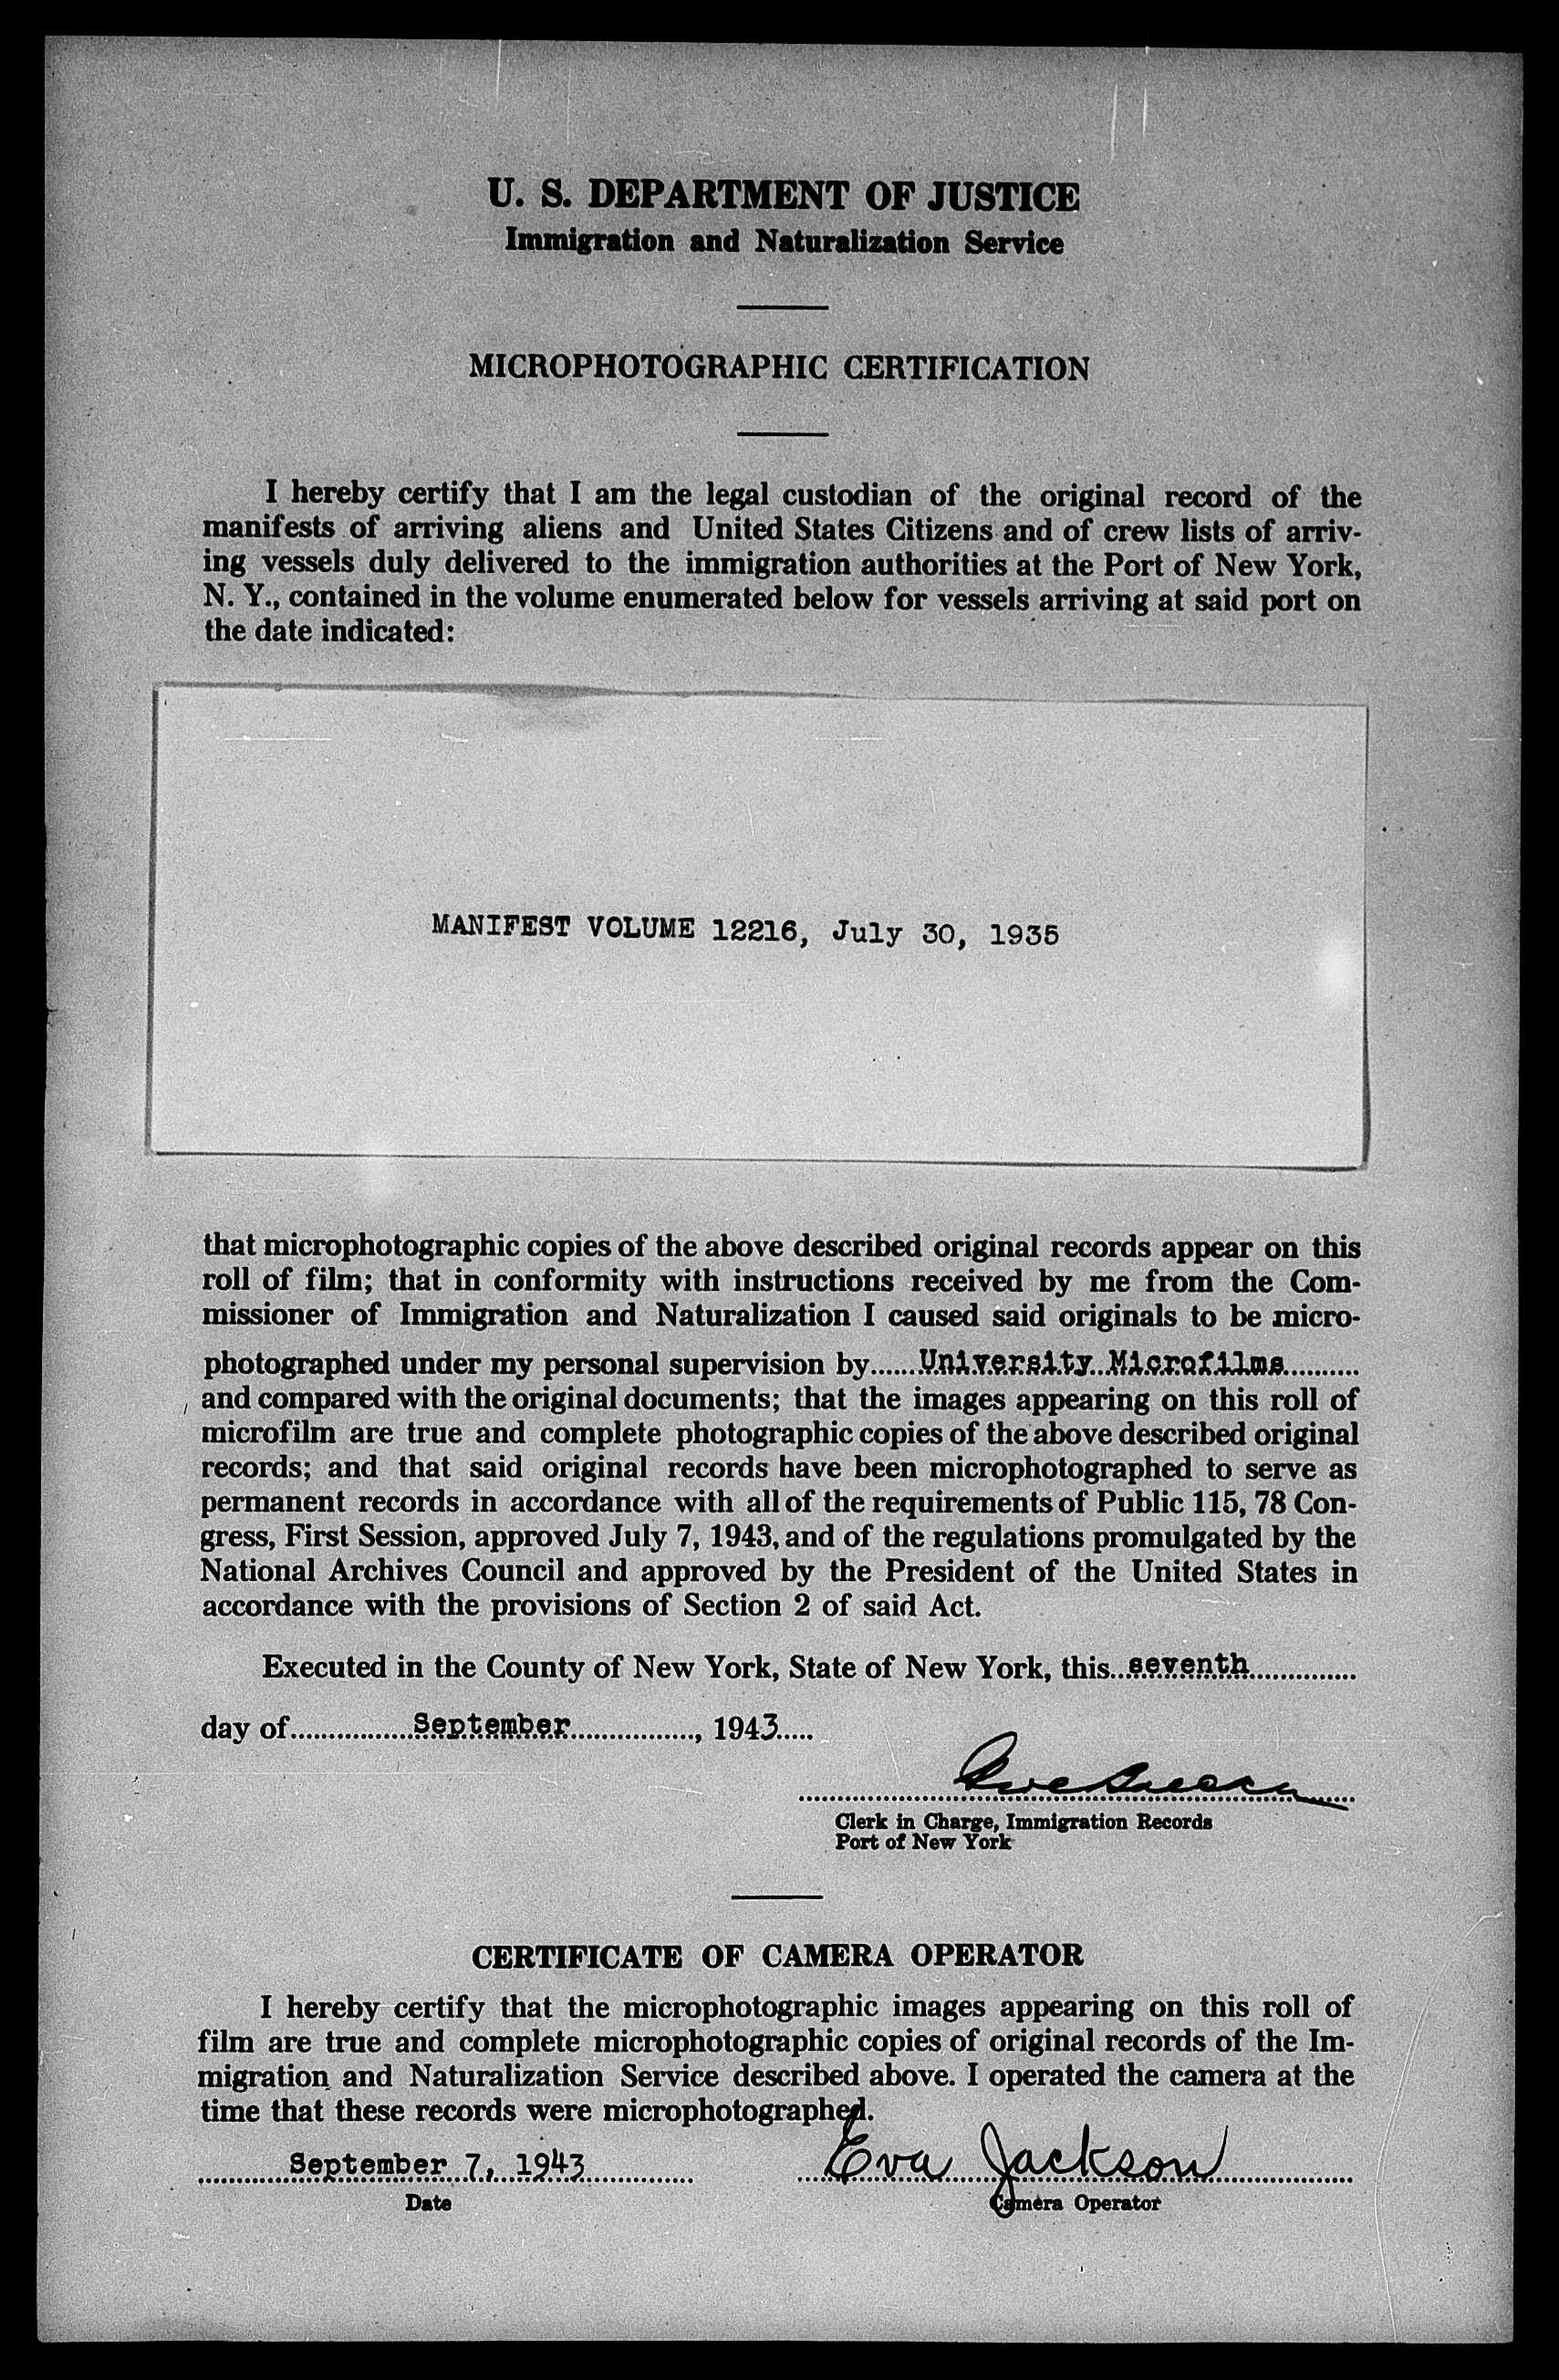 U. S. DEPARTMENT OF JUSTICE
Immigration and Naturalization Service
MICROPHOTOGRAPHIC CERTIFICATION
I hereby certify that I am the legal custodian of the original record of the
manifests of arriving aliens and United States Citizens and of crew lists of arriv-
ing vessels duly delivered to the immigration authorities at the Port of New York,
N. Y., contained in the volume enumerated below for vessels arriving at said port on
the date indicated:
MANIFEST VOLUME 12216, July 30, 1935
that microphotographic copies of the above described original records appear on this
roll of film; that in conformity with instructions received by me from the Com-
missioner of Immigration and Naturalization I caused said originals to be micro-
photographed under my personal supervision by......University Microfilms..........
and compared with the original documents; that the images appearing on this roll of
microfilm are true and complete photographic copies of the above described original
records; and that said original records have been microphotographed to serve as
permanent records in accordance with all of the requirements of Public 115, 78 Con-
gress, First Session, approved July 7, 1943, and of the regulations promulgated by the
National Archives Council and approved by the President of the United States in
accordance with the provisions of Section 2 of said Act.
Executed in the County of New York, State of New York, this..seventh..............
day of................September................, 1943.....
Clerk in Charge, Immigration Records
Port of New York
CERTIFICATE OF CAMERA OPERATOR
I hereby certify that the microphotographic images appearing on this roll of
film are true and complete microphotographic copies of original records of the Im-
migration and Naturalization Service described above. I operated the camera at the
time that these records were microphotographed.
September 7, 1943 Eva Jackson
Date Camera Operator